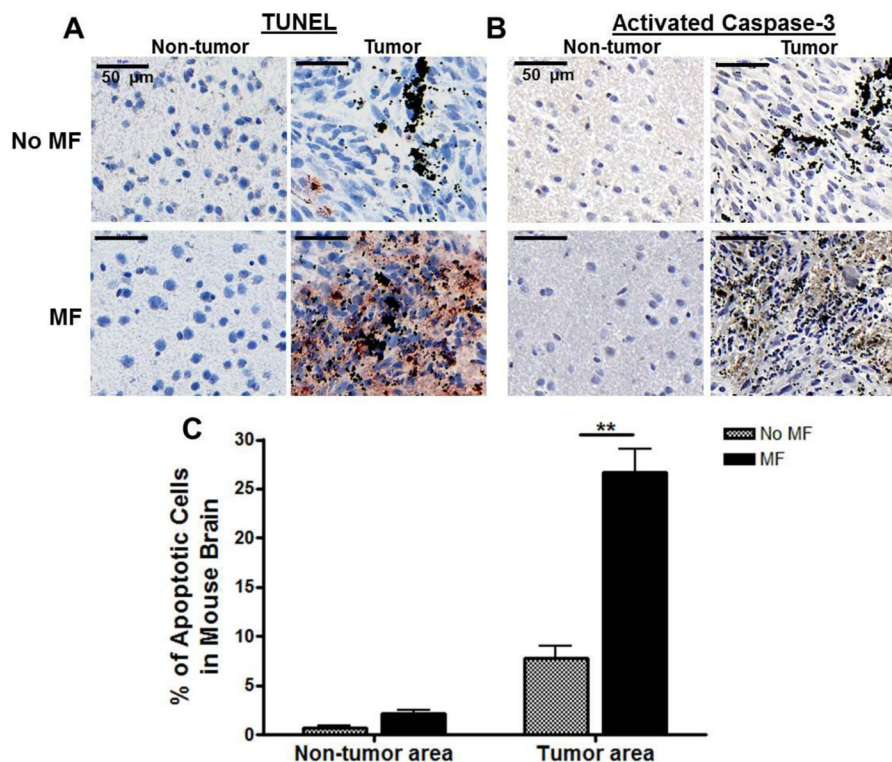 A
TUNEL
Non-tumor
Tumor
50 µm
No MF
MF
B
Activated Caspase-3
Non-tumor
Tumor
50 µm
C
% of Apoptotic Cells
in Mouse Brain
30
25
20
15
10
5
0
**
No MF
MF
Non-tumor area
Tumor area